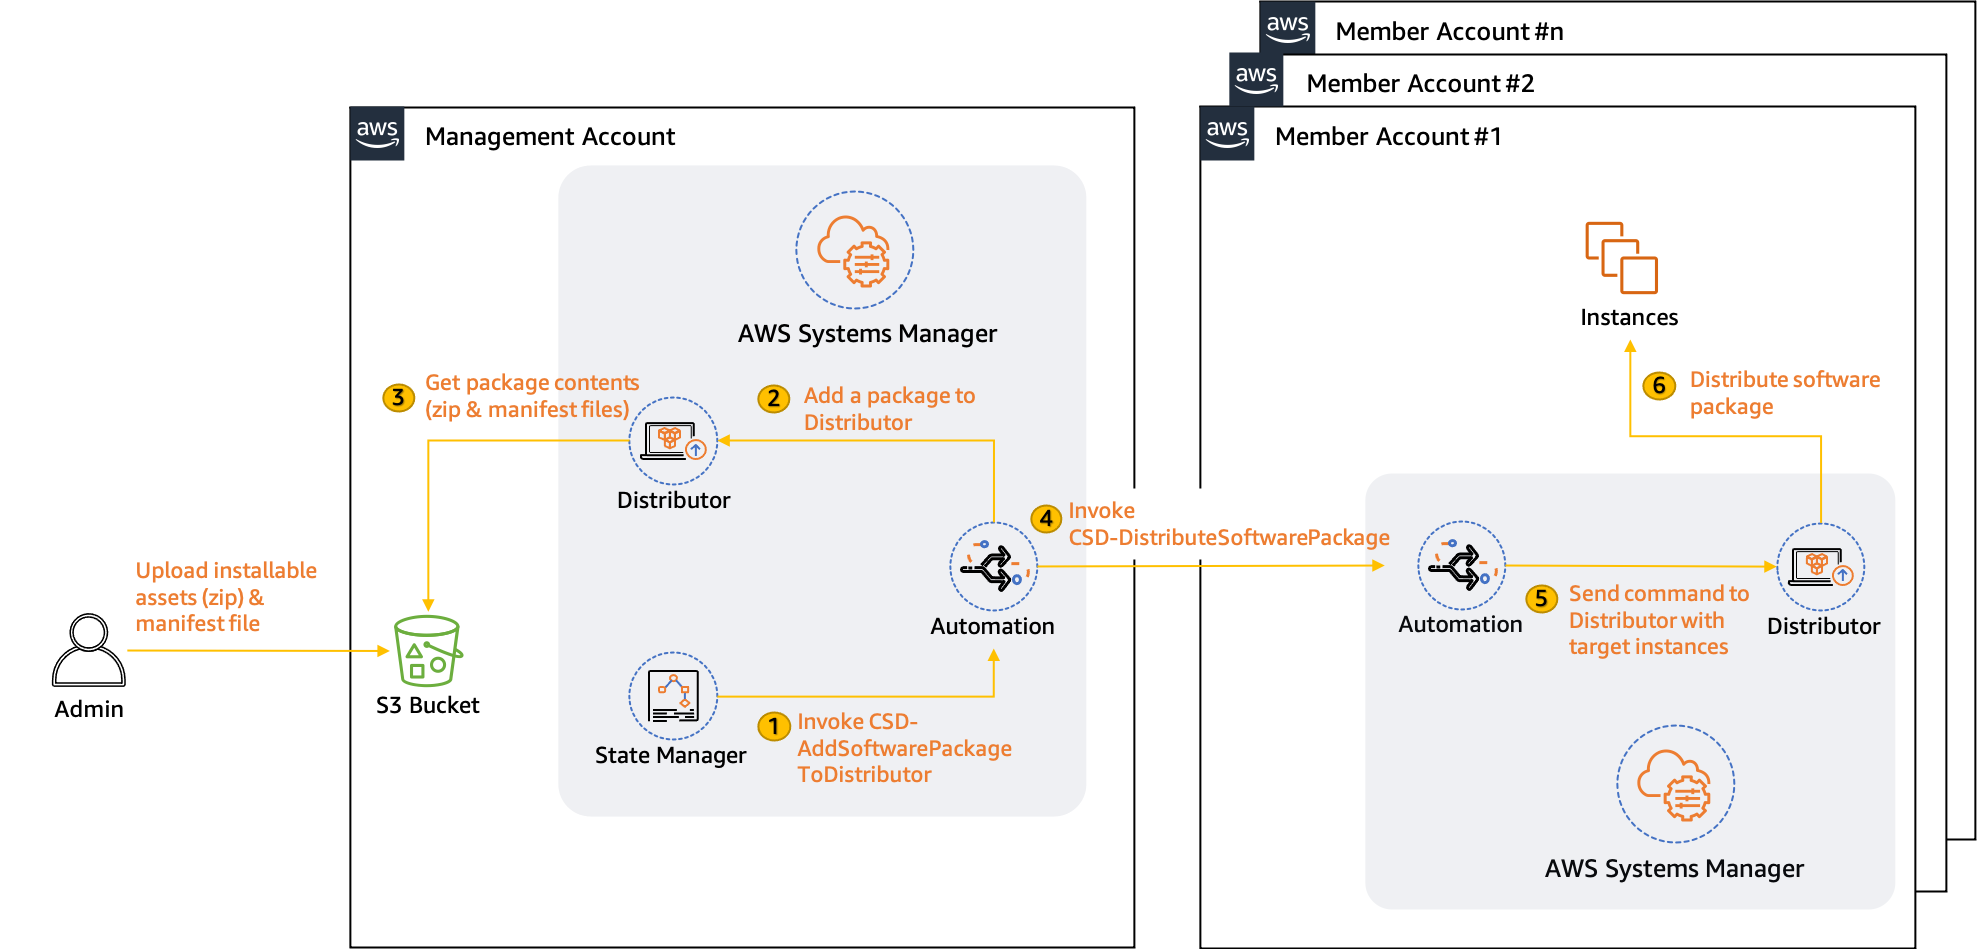 aws
Member Account #n
aws
Member Account #2
aws
Management Account
aws
Member Account #1
AWS Systems Manager
Instances
3
Get package contents
(zip & manifest files)
2
Add a package to
Distributor
6
Distribute software
package
Distributor
4
Invoke
CSD-DistributeSoftwarePackage
Upload installable
assets (zip) &
manifest file
Automation
Automation
5
Send command to
Distributor with
target instances
Distributor
Admin
S3 Bucket
State Manager
1
Invoke CSD-
AddSoftwarePackage
ToDistributor
AWS Systems Manager